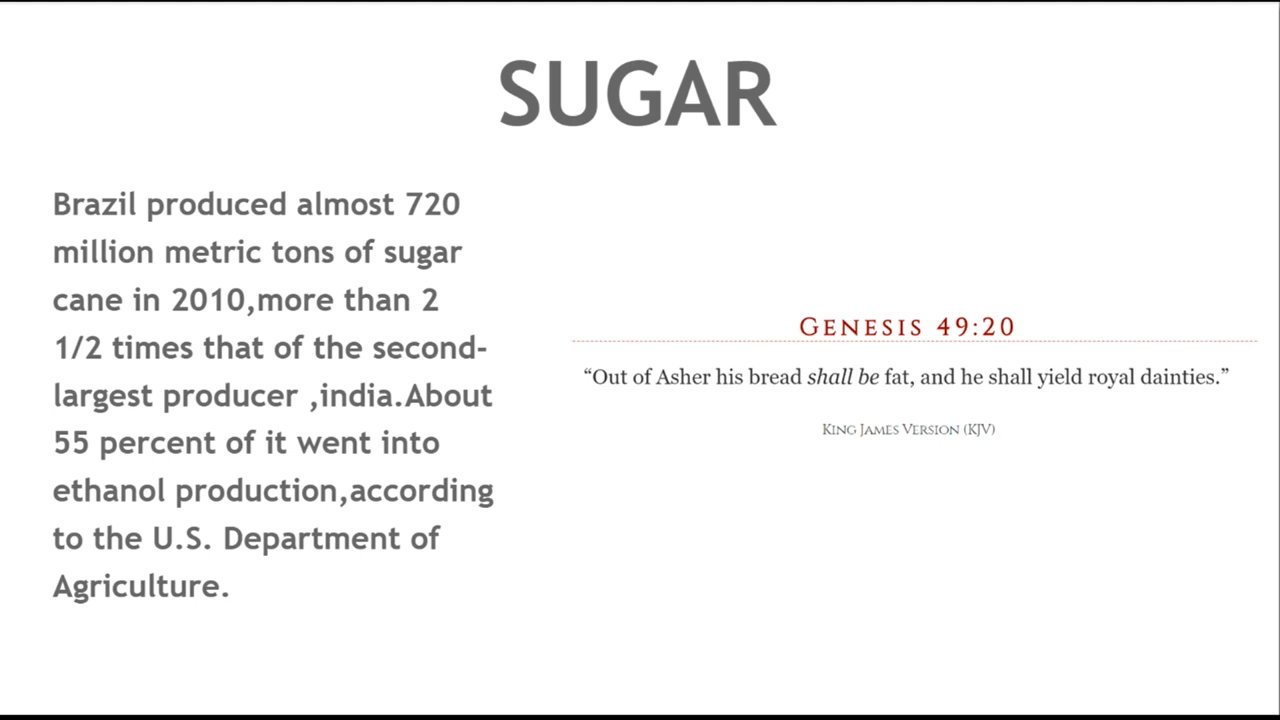 SUGAR
Brazil produced almost 720
million metric tons of sugar
cane in 2010,more than 2
1/2 times that of the second-
largest producer ,india.About
55 percent of it went into
ethanol production,according
to the U.S. Department of
Agriculture.
GENESIS 49:20
“Out of Asher his bread shall be fat, and he shall yield royal dainties.”
KING JAMES VERSION (KJV)